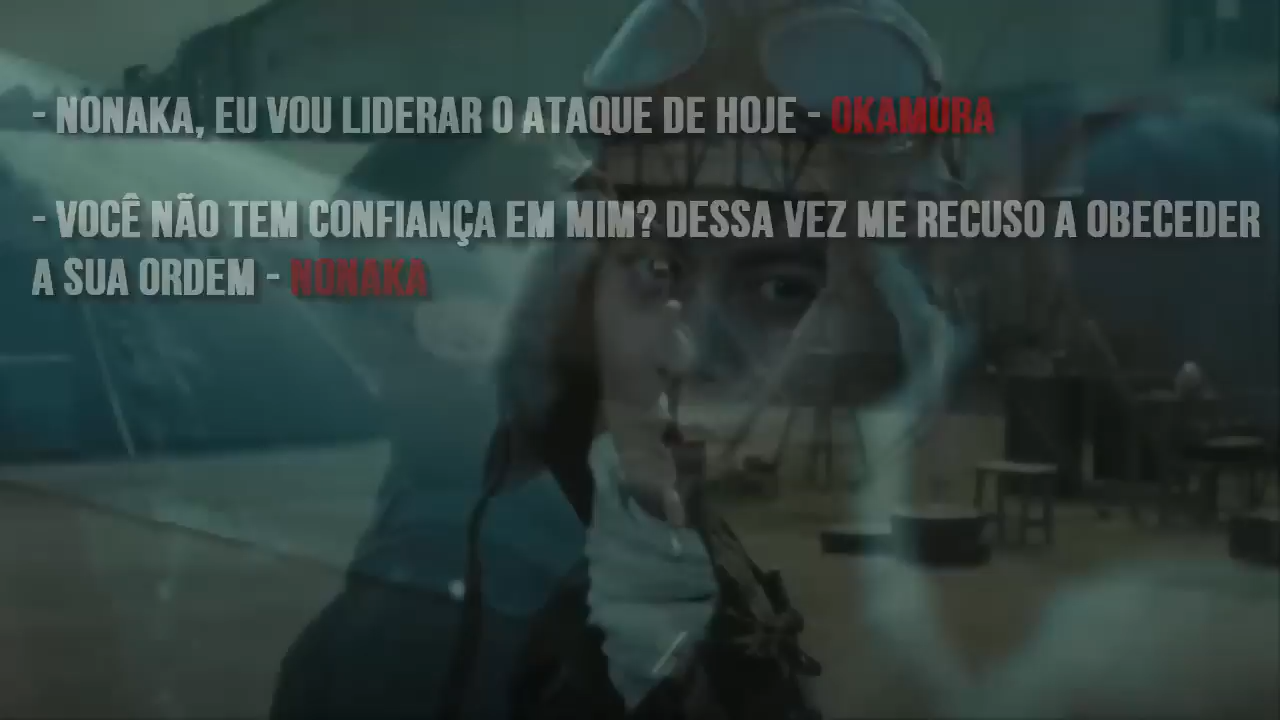 - NONAKA, EU VOU LIDERAR O ATAQUE DE HOJE - OKAMURA
- VOCÊ NÃO TEM CONFIANÇA EM MIM? DESSA VEZ ME RECUSO A OBECEDER
A SUA ORDEM - NONAKA